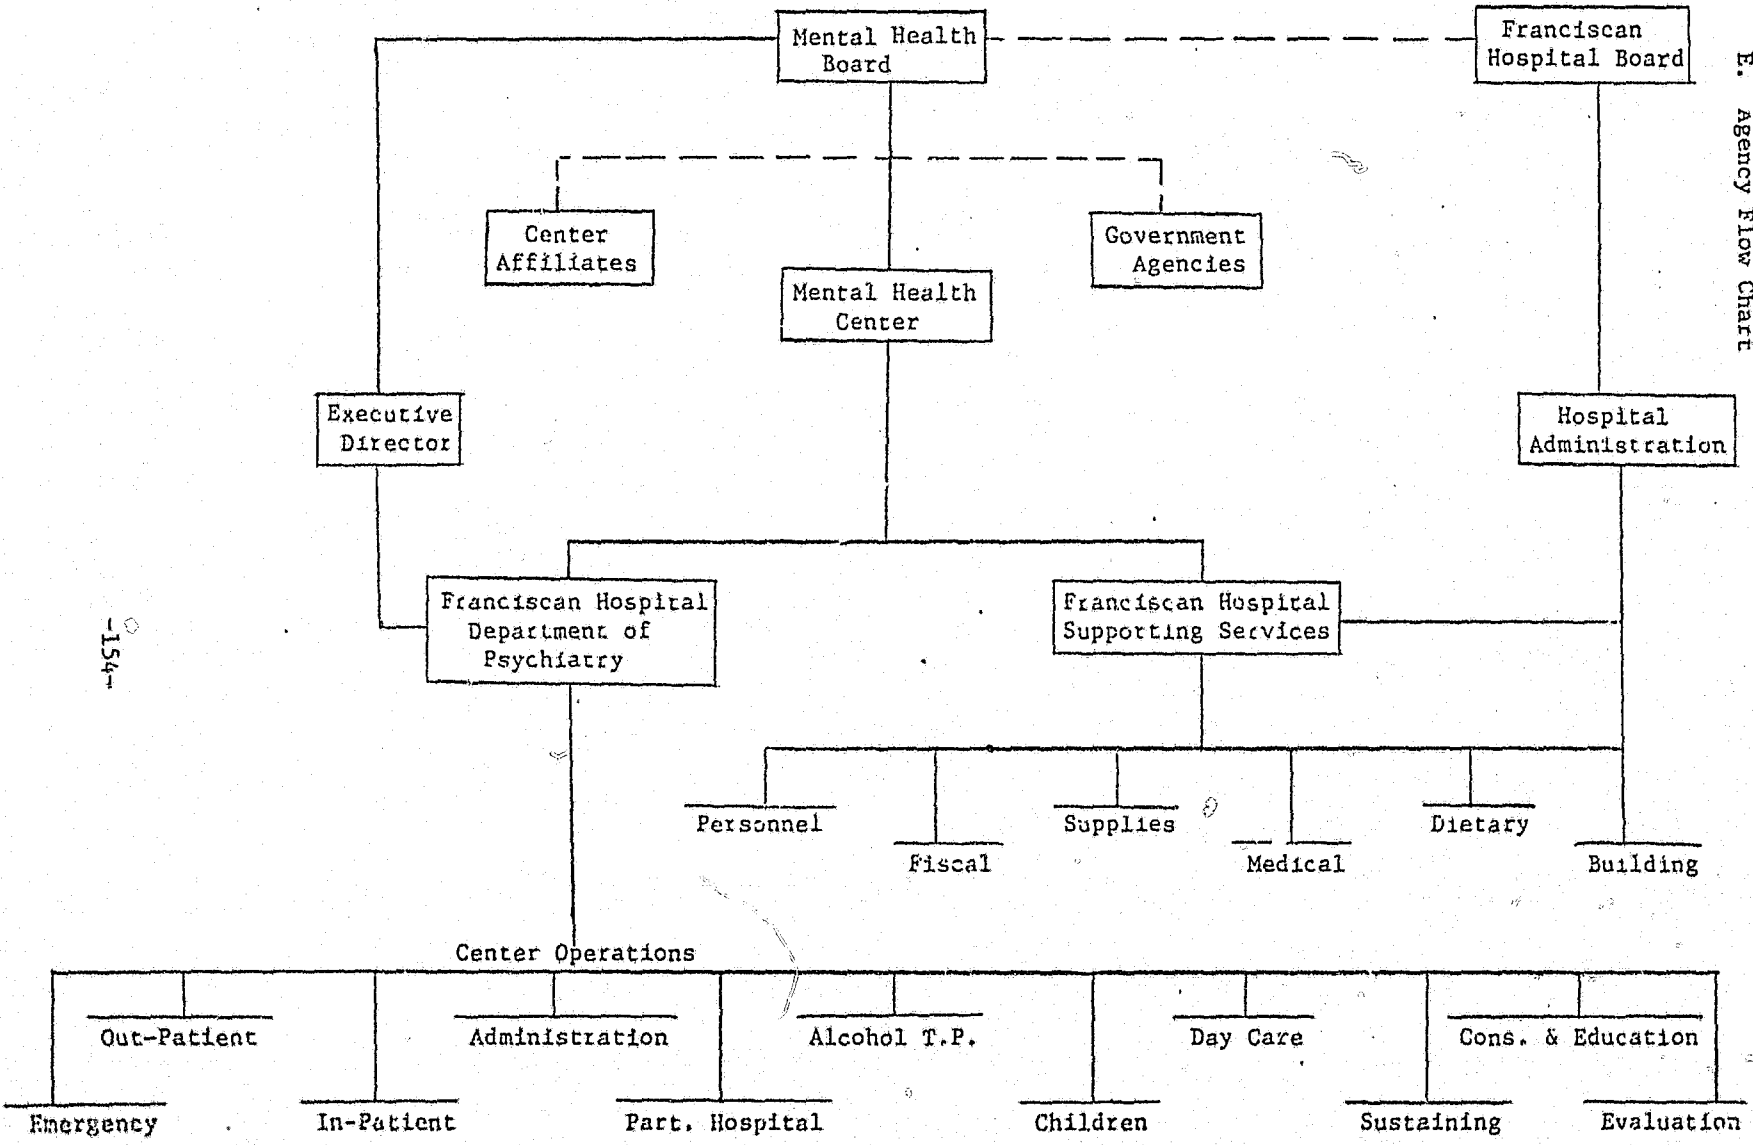 E. Agency Flow Chart
Mental Health
Board
Franciscan
Hospital Board
Center
Affiliates
Government
Agencies
Mental Health
Center
Executive
Director
Hospital
Administration
Franciscan Hospital
Department of
Psychiatry
Franciscan Hospital
Supporting Services
Personnel
Supplies
Dietary
Fiscal
Medical
Building
Center Operations
Out-Patient
Administration
Alcohol T.P.
Day Care
Cons. & Education
Emergency
In-Patient
Part. Hospital
Children
Sustaining
Evaluation
-154-